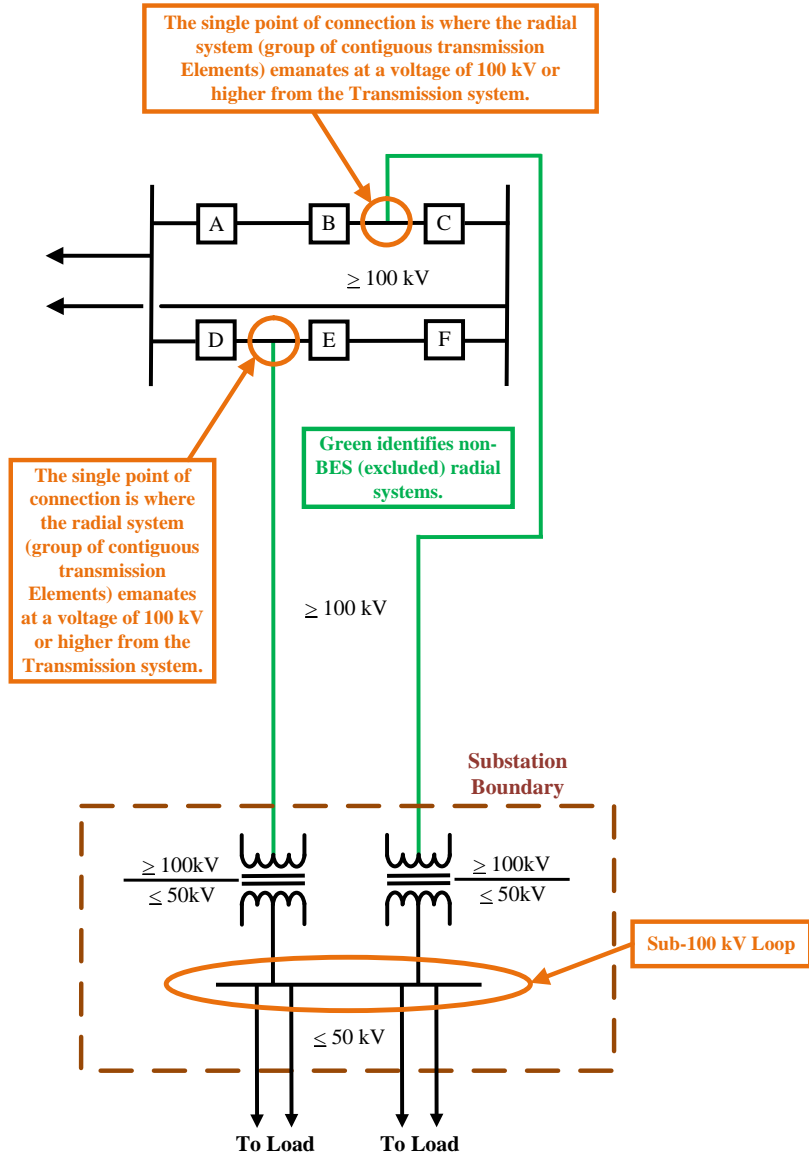 The single point of connection is where the radial
system (group of contiguous transmission
Elements) emanates at a voltage of 100 kV or
higher from the Transmission system.
A
B
C
≥ 100 kV
D
E
F
Green identifies non-
BES (excluded) radial
systems.
The single point of
connection is where
the radial system
(group of contiguous
transmission
Elements) emanates
at a voltage of 100 kV
or higher from the
Transmission system.
≥ 100 kV
Substation
Boundary
≥ 100kV
≤ 50kV
≥ 100kV
≤ 50kV
Sub-100 kV Loop
≤ 50 kV
To Load
To Load